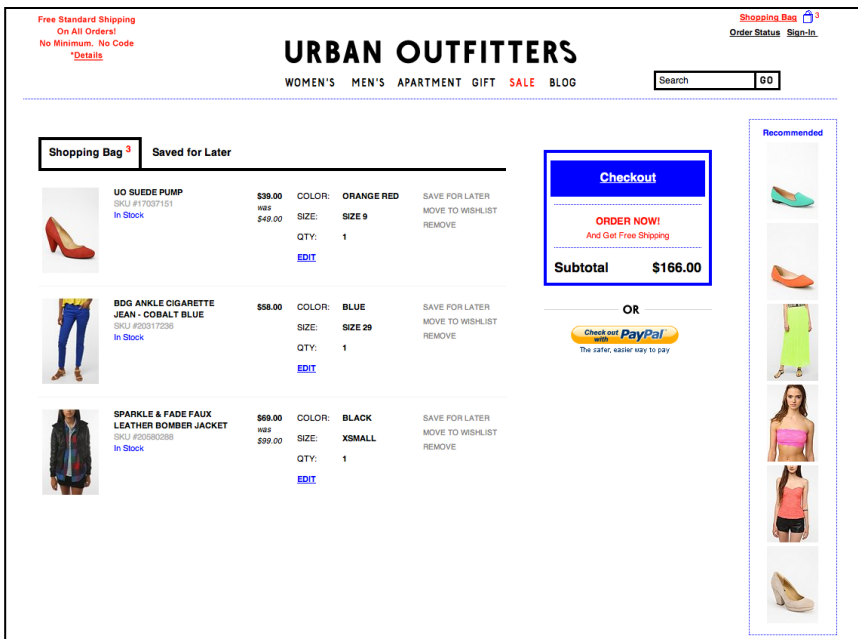 Free Standard Shipping
On All Orders!
No Minimum. No Code
*Details
Shopping Bag 3
Order Status Sign-In
URBAN OUTFITTERS
WOMEN'S MEN'S APARTMENT GIFT SALE BLOG
Search GO
Shopping Bag 3 Saved for Later
UO SUEDE PUMP
SKU #17037151
In Stock
$39.00
was
$49.00
COLOR: ORANGE RED
SIZE: SIZE 9
QTY: 1
EDIT
SAVE FOR LATER
MOVE TO WISHLIST
REMOVE
BDG ANKLE CIGARETTE
JEAN - COBALT BLUE
SKU #20317236
In Stock
$58.00
COLOR: BLUE
SIZE: SIZE 29
QTY: 1
EDIT
SAVE FOR LATER
MOVE TO WISHLIST
REMOVE
SPARKLE & FADE FAUX
LEATHER BOMBER JACKET
SKU #20580288
In Stock
$69.00
was
$99.00
COLOR: BLACK
SIZE: XSMALL
QTY: 1
EDIT
SAVE FOR LATER
MOVE TO WISHLIST
REMOVE
Checkout
ORDER NOW!
And Get Free Shipping
Subtotal $166.00
OR
Check out with PayPal
The safer, easier way to pay
Recommended